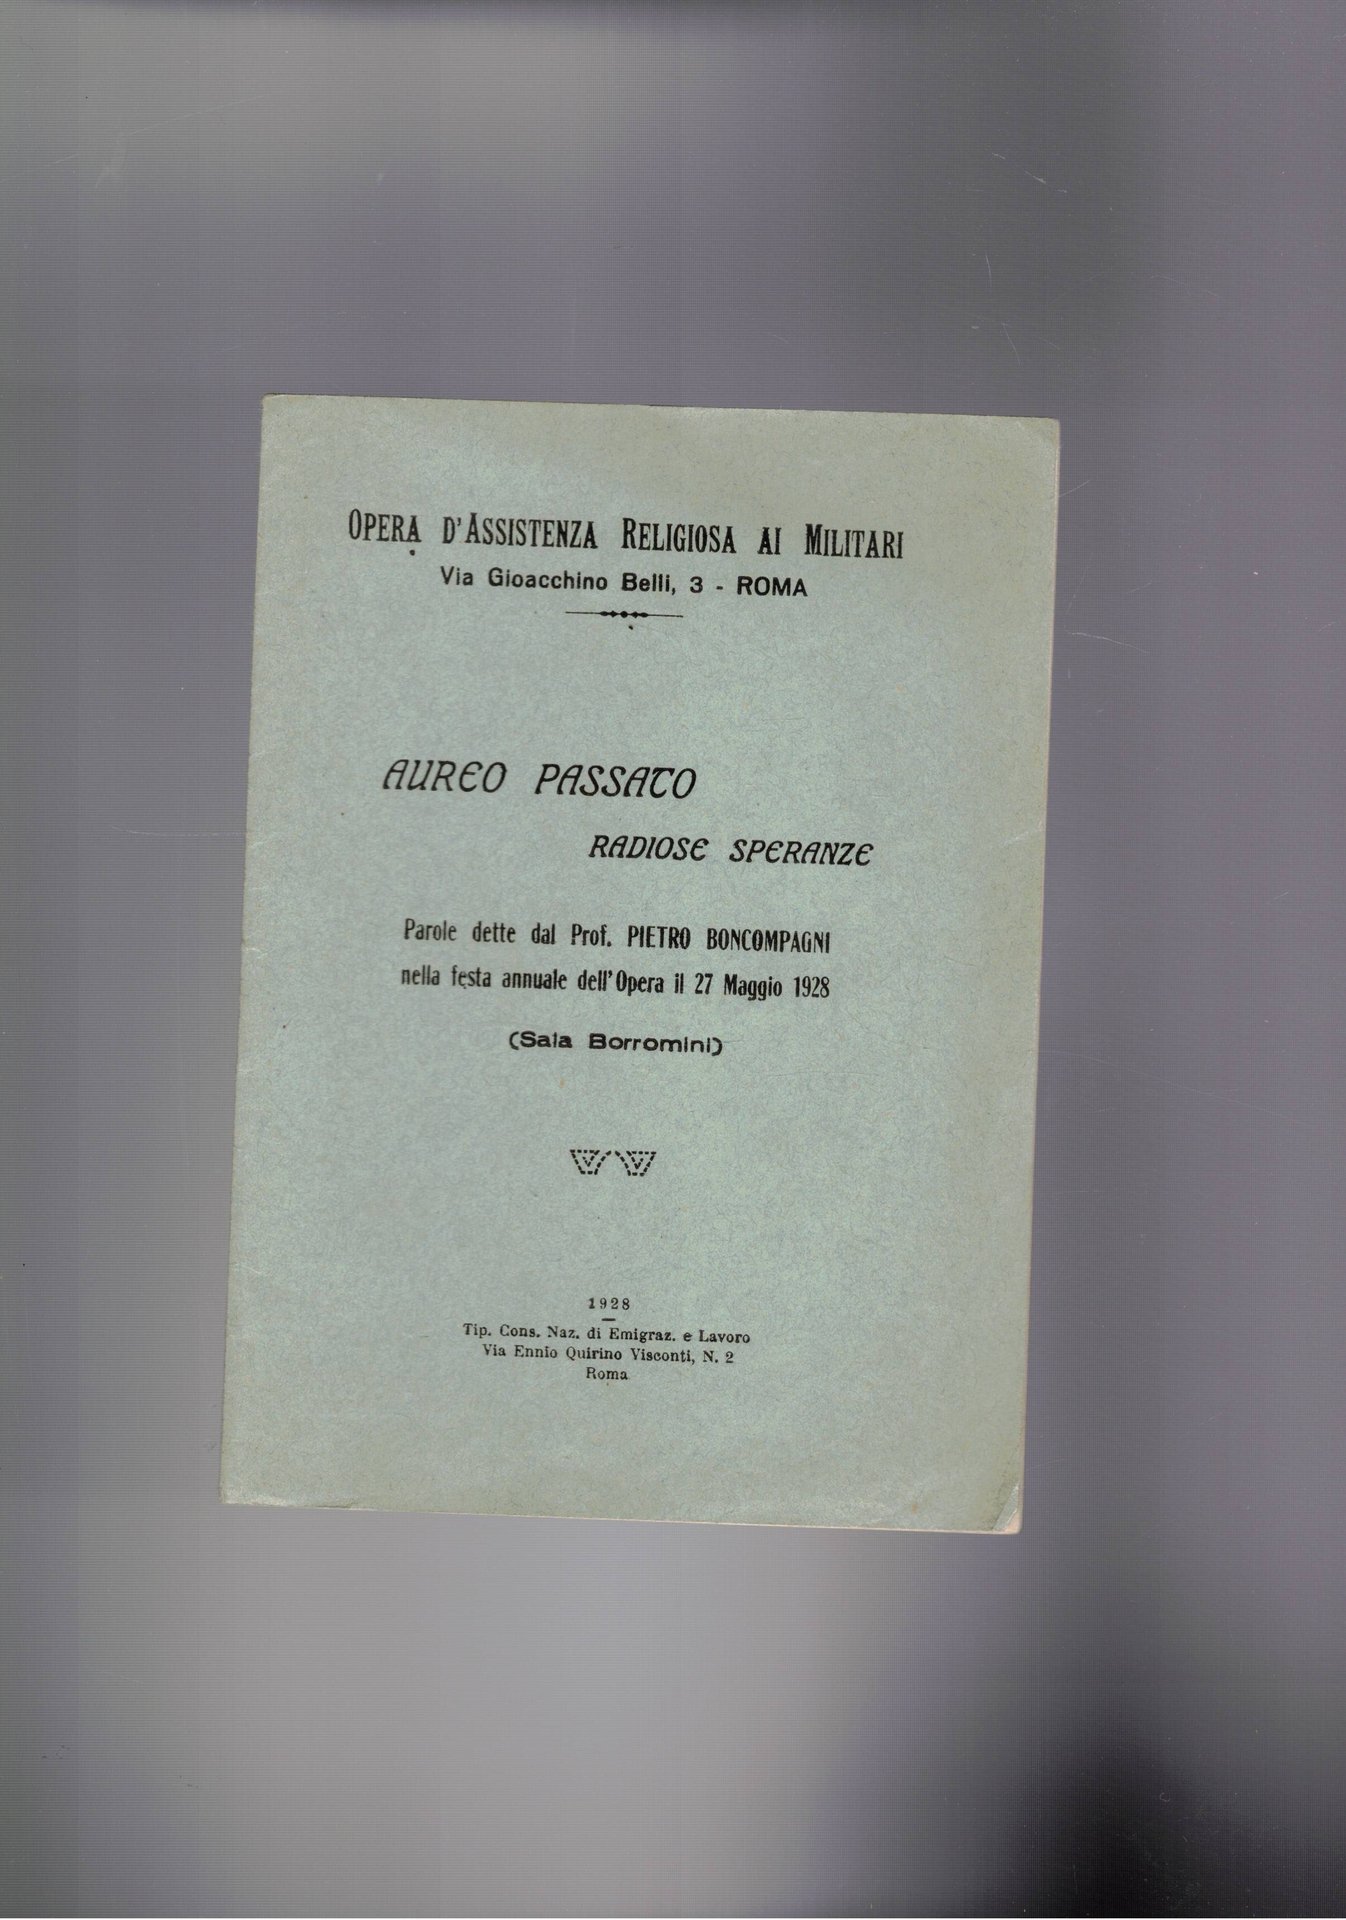 OPERA D'ASSISTENZA RELIGIOSA AI MILITARI
Via Gioacchino Belli, 3 - ROMA
AUREO PASSATO
RADIOSE SPERANZE
Parole dette dal Prof. PIETRO BONCOMPAGNI
nella festa annuale dell'Opera il 27 Maggio 1928
(Sala Borromini)
1928
Tip. Cons. Naz. di Emigraz. e Lavoro
Via Ennio Quirino Visconti, N. 2
Roma